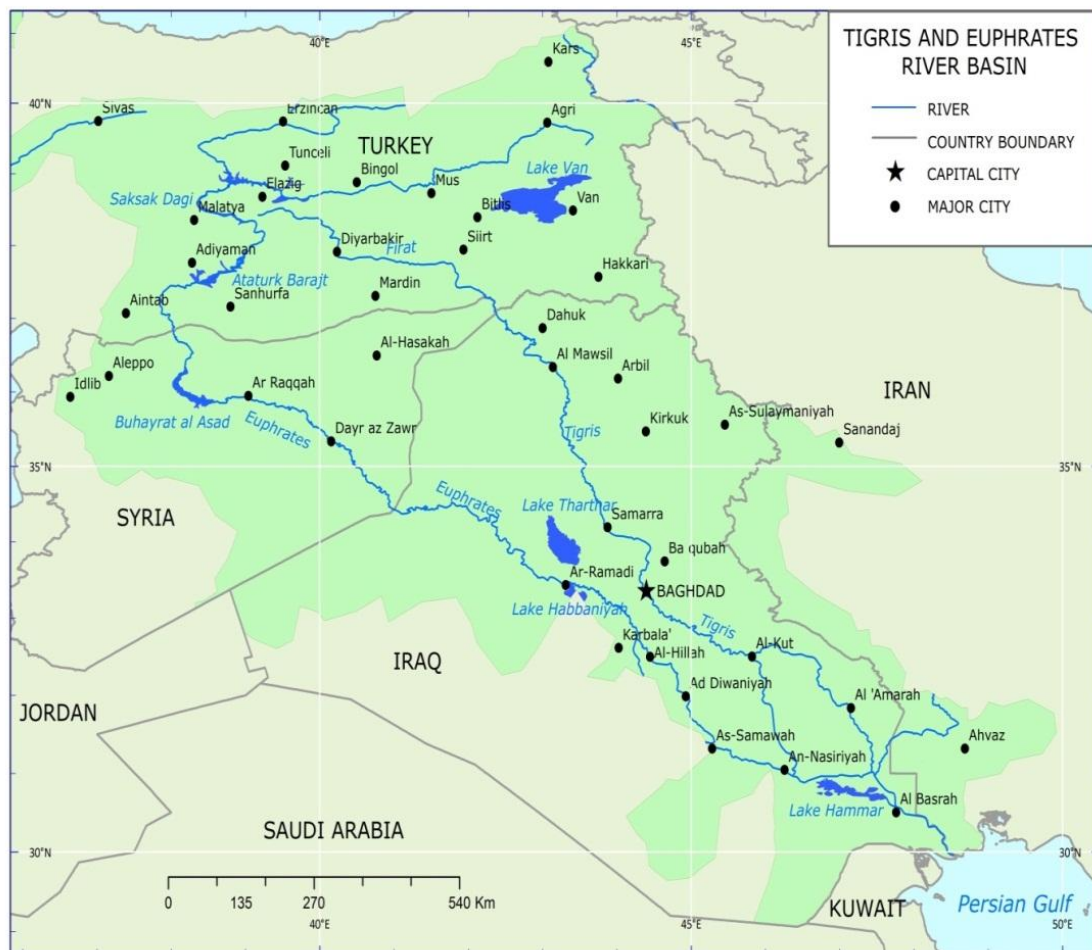 TIGRIS AND EUPHRATES
RIVER BASIN
RIVER
COUNTRY BOUNDARY
CAPITAL CITY
MAJOR CITY
40°E
45°E
Kars
40°N
Sivas
Erzincan
Agri
TURKEY
Tunceli
Bingol
Lake Van
Elazig
Mus
Saksak Dagi
Bitlis
Van
Malatya
Diyarbakir
Firat
Siirt
Adiyaman
Hakkari
Ataturk Barajt
Mardin
Sanhurfa
Aintab
Dahuk
Al-Hasakah
Al Mawsil
Aleppo
Arbil
Idlib
Ar Raqqah
IRAN
Buhayrat al Asad
Euphrates
Dayr az Zawr
Tigris
Kirkuk
As-Sulaymaniyah
Sanandaj
35°N
50°N
Euphrates
Lake Tharthar
Samarra
SYRIA
Ba qubah
Ar-Ramadi
BAGHDAD
Lake Habbaniyah
Tigris
Karbala'
Al-Hillah
Al-Kut
IRAQ
Ad Diwaniyah
Al 'Amarah
JORDAN
As-Samawah
Ahvaz
An-Nasiriyah
Lake Hammar
Al Basrah
SAUDI ARABIA
30°N
30°N
0
135
270
540 Km
KUWAIT
Persian Gulf
40°E
45°E